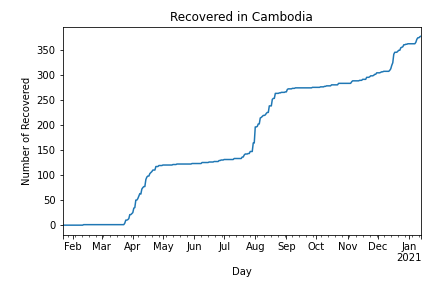 Recovered in Cambodia
Number of Recovered
350
300
250
200
150
100
50
0
Feb Mar Apr May Jun Jul Aug Sep Oct Nov Dec Jan
2021
Day